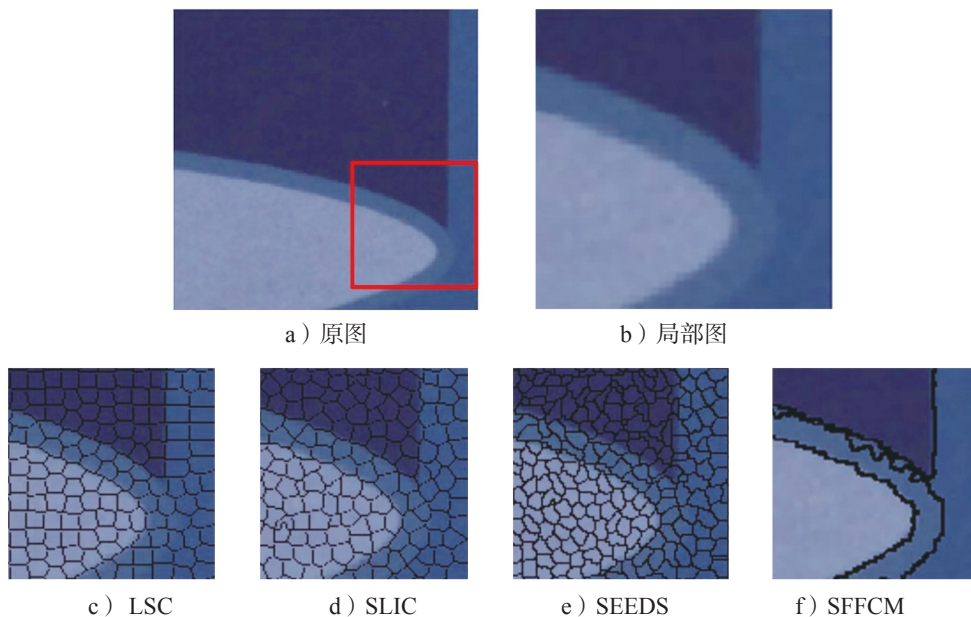 a）原图
b）局部图
c） LSC
d）SLIC
e）SEEDS
f）SFFCM